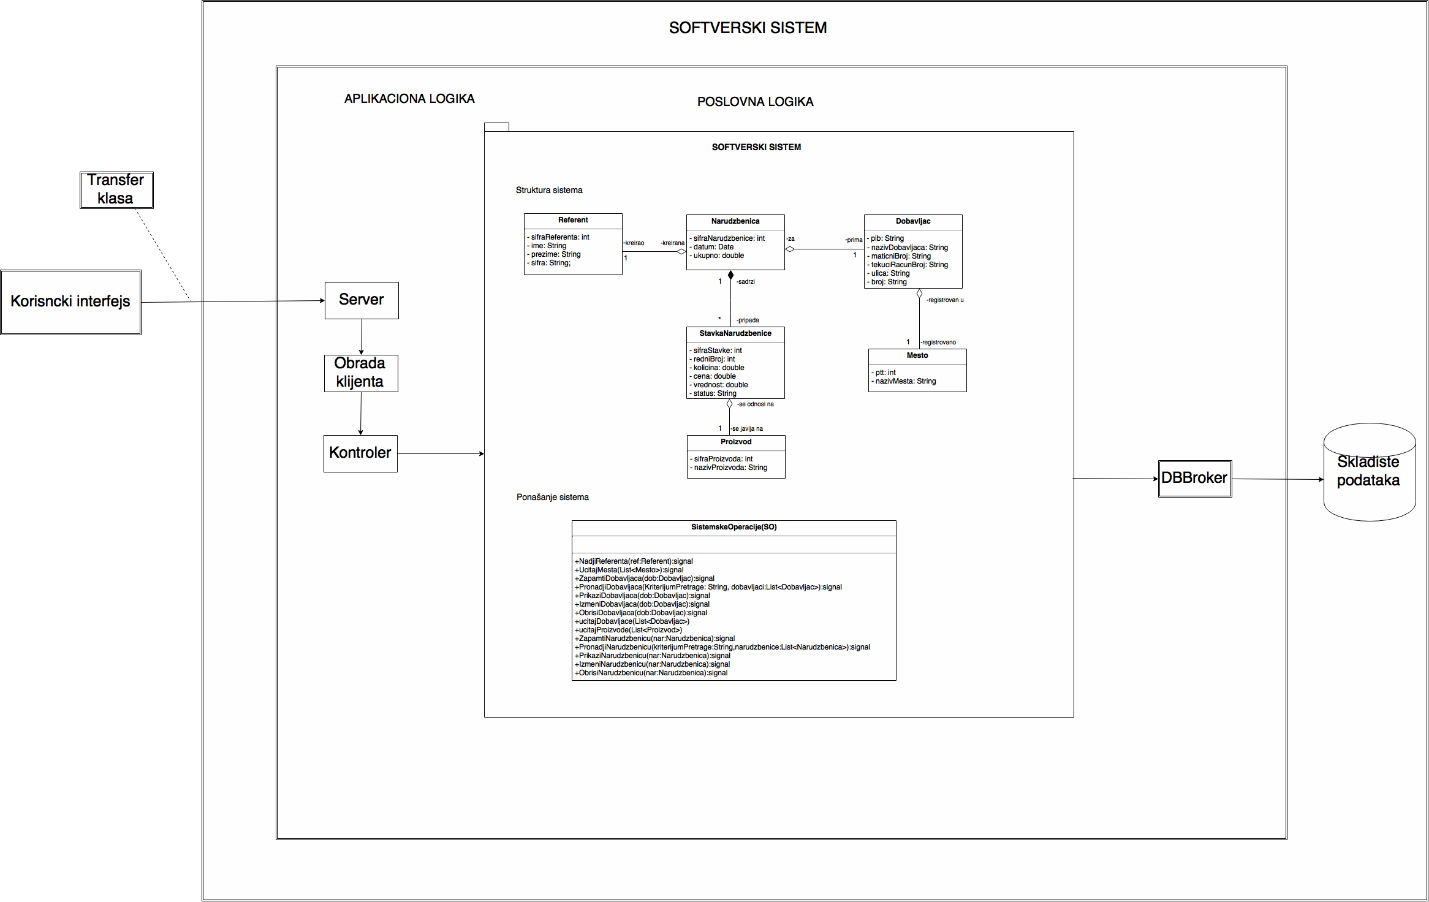 SOFTVERSKI SISTEM
APLIKACIONA LOGIKA
POSLOVNA LOGIKA
SOFTVERSKI SISTEM
Transfer
klasa
Korisncki interfejs
Server
Obrada
klijenta
Kontroler
Struktura sistema
Referent
- sifraReferenta: int
- ime: String
- prezime: String
- sifra: String;
-kreirao
1
-kreirana
Narudzbenica
- sifraNarudzbenice: int
- datum: Date
- ukupno: double
-za
-prima
1
Dobavljac
- pib: String
- nazivDobavljaca: String
- maticniBroj: String
- tekuciRacunBroj: String
- ulica: String
- broj: String
1
-sadrzi
*
-pripada
-registrovan u
1
-registrovano
StavkaNarudzbenice
- sifraStavke: int
- redniBroj: int
- kolicina: double
- cena: double
- vrednost: double
- status: String
Mesto
- ptt: int
- nazivMesta: String
-se odnosi na
1
-se javlja na
Proizvod
- sifraProizvoda: int
- nazivProizvoda: String
Ponašanje sistema
SistemskeOperacije(SO)
+NadjiReferenta(ref:Referent):signal
+UcitajMesta(List<Mesto>):signal
+ZapamtiDobavljaca(dob:Dobavljac):signal
+PronadjiDobavljaca(KriterijumPretrage: String, dobavljaci:List<Dobavljac>):signal
+PrikaziDobavljaca(dob:Dobavljac):signal
+IzmeniDobavljaca(dob:Dobavljac):signal
+ObrisiDobavljaca(dob:Dobavljac):signal
+ucitajDobavljace(List<Dobavljac>)
+ucitajProizvode(List<Proizvod>)
+ZapamtiNarudzbenicu(nar:Narudzbenica):signal
+PronadjiNarudzbenicu(kriterijumPretrage:String,narudzbenice:List<Narudzbenica>):signal
+PrikaziNarudzbenicu(nar:Narudzbenica):signal
+IzmeniNarudzbenicu(nar:Narudzbenica):signal
+ObrisiNarudzbenicu(nar:Narudzbenica):signal
DBBroker
Skladiste
podataka